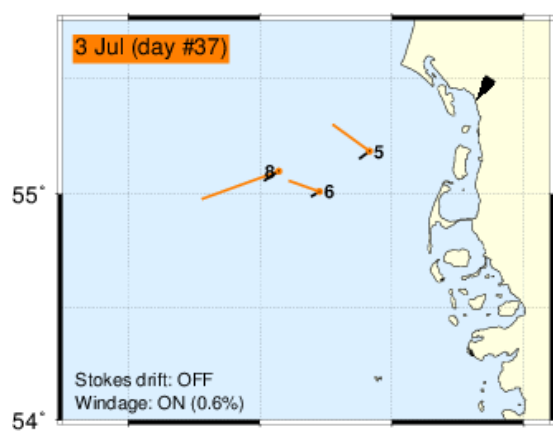 3 Jul (day #37)
5
8
6
55°
Stokes drift: OFF
Windage: ON (0.6%)
54°